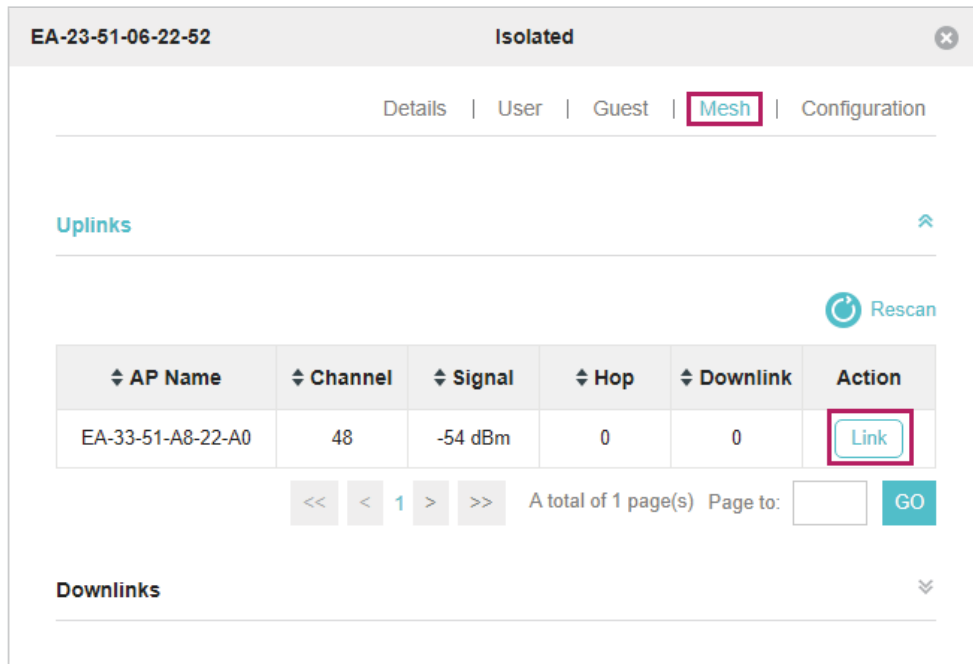 EA-23-51-06-22-52 Isolated
Details | User | Guest | Mesh | Configuration
Uplinks
Rescan
AP Name Channel Signal Hop Downlink Action
EA-33-51-A8-22-A0 48 -54 dBm 0 0 Link
<< < 1 > >> A total of 1 page(s) Page to: GO
Downlinks